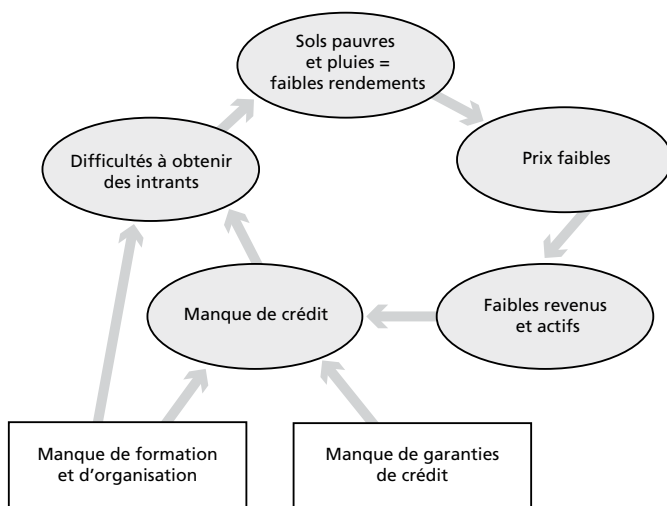 Sols pauvres
et pluies =
faibles rendements
Difficultés à obtenir
des intrants
Prix faibles
Manque de crédit
Faibles revenus
et actifs
Manque de formation
et d'organisation
Manque de garanties
de crédit